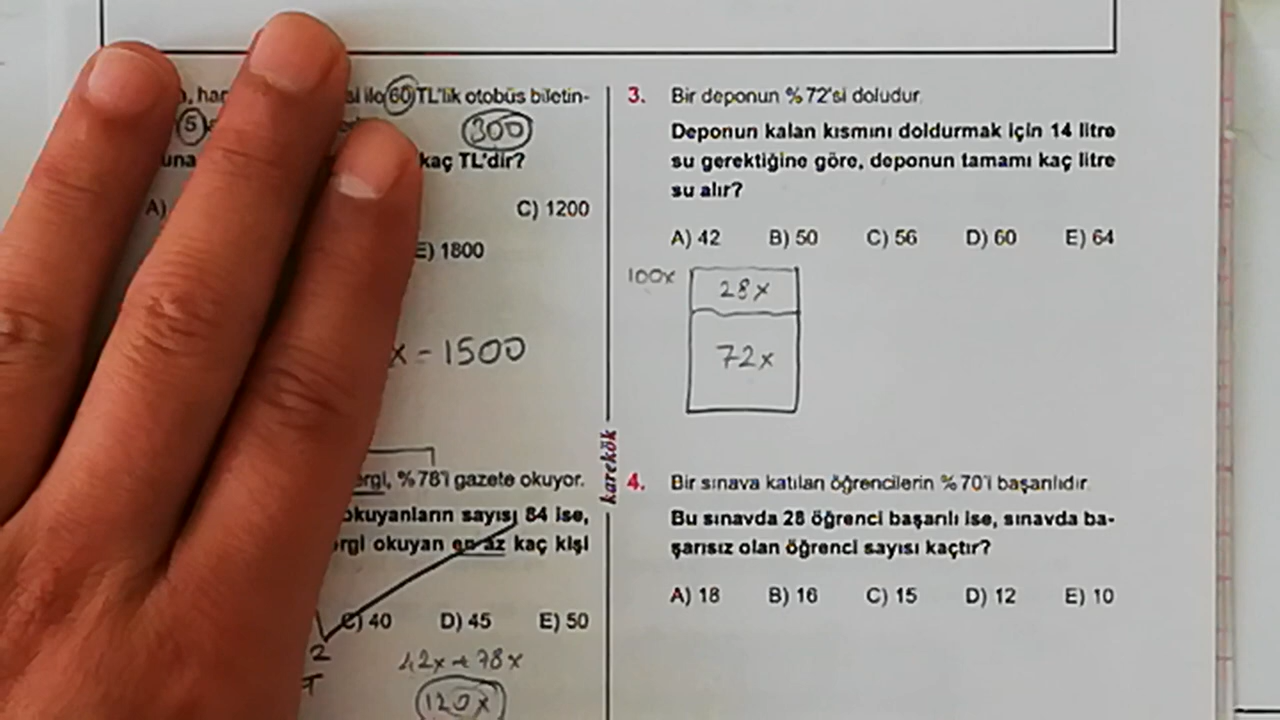 si ile 60 TL'lik otobüs biletin-
5
300
kaç TL'dir?
A)
C) 1200
E) 1800
x - 1500
%78'i gazete okuyor.
okuyanların sayısı 84 ise,
okuyan en az kaç kişi
C) 40 D) 45 E) 50
2
42x + 78x
120x
karekök
3. Bir deponun %72'si doludur.
Deponun kalan kısmını doldurmak için 14 litre
su gerektiğine göre, deponun tamamı kaç litre
su alır?
A) 42 B) 50 C) 56 D) 60 E) 64
100x
28x
72x
4. Bir sınava katılan öğrencilerin %70'i başarılıdır.
Bu sınavda 28 öğrenci başarılı ise, sınavda ba-
şarısız olan öğrenci sayısı kaçtır?
A) 18 B) 16 C) 15 D) 12 E) 10